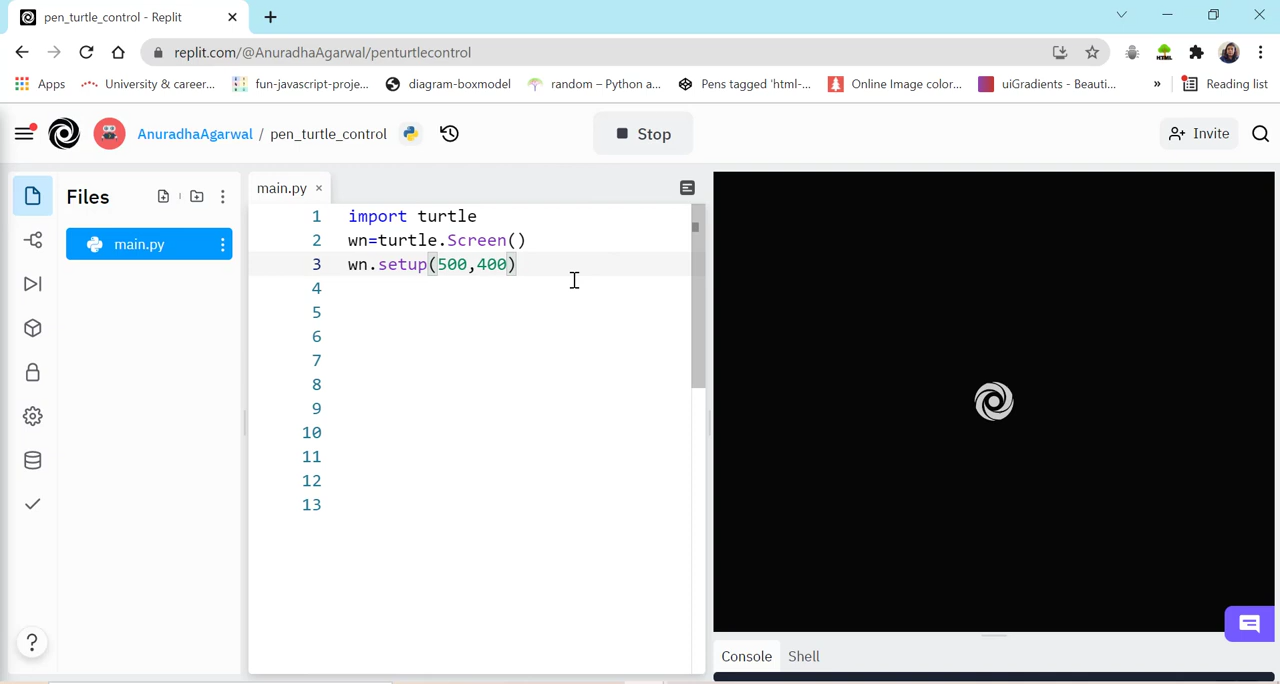 pen_turtle_control - Replit
replit.com/@AnuradhaAgarwal/penturtlecontrol
Apps University & career... fun-javascript-proje... diagram-boxmodel random – Python a... Pens tagged 'html-... Online Image color... uiGradients - Beauti... » Reading list
AnuradhaAgarwal / pen_turtle_control Stop Invite
Files main.py
main.py
1 import turtle
2 wn=turtle.Screen()
3 wn.setup(500,400)
4
5
6
7
8
9
10
11
12
13
?
Console Shell